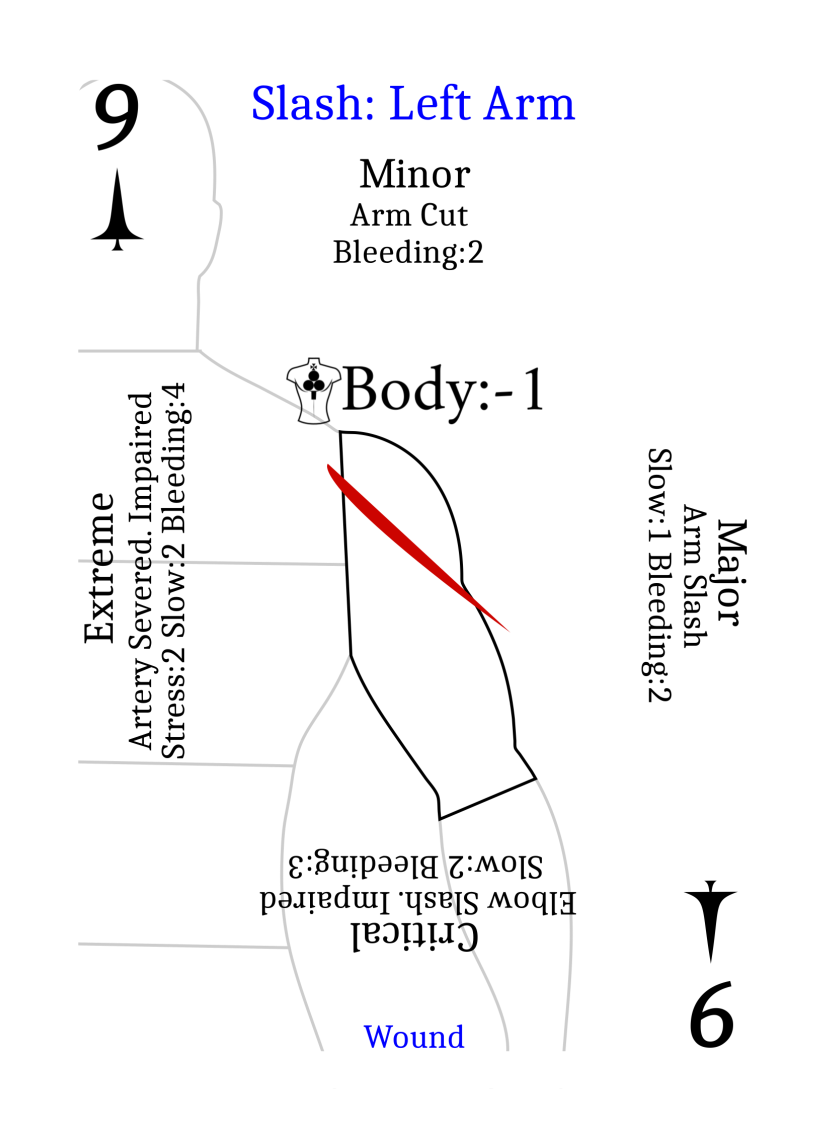 9
Slash: Left Arm
Minor
Arm Cut
Bleeding:2
Body:-1
Extreme
Artery Severed. Impaired
Stress:2 Slow:2 Bleeding:4
Major
Arm Slash
Slow:1 Bleeding:2
Critical
Elbow Slash. Impaired
Slow:2 Bleeding:3
Wound
9